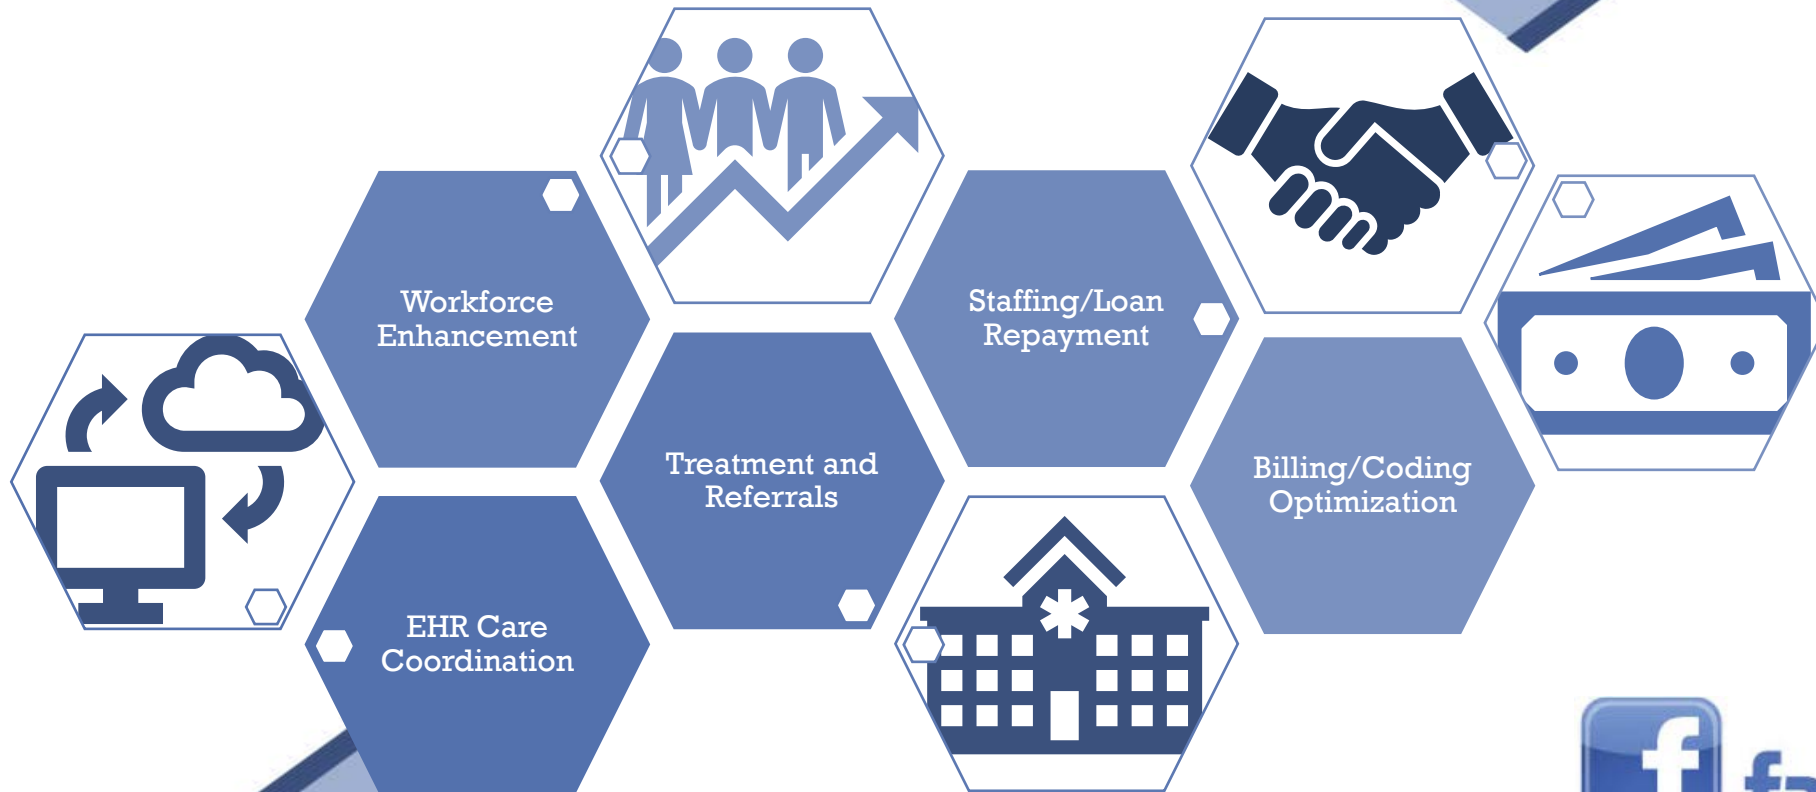 Workforce
Enhancement
Staffing/Loan
Repayment
Treatment and
Referrals
Billing/Coding
Optimization
EHR Care
Coordination
f